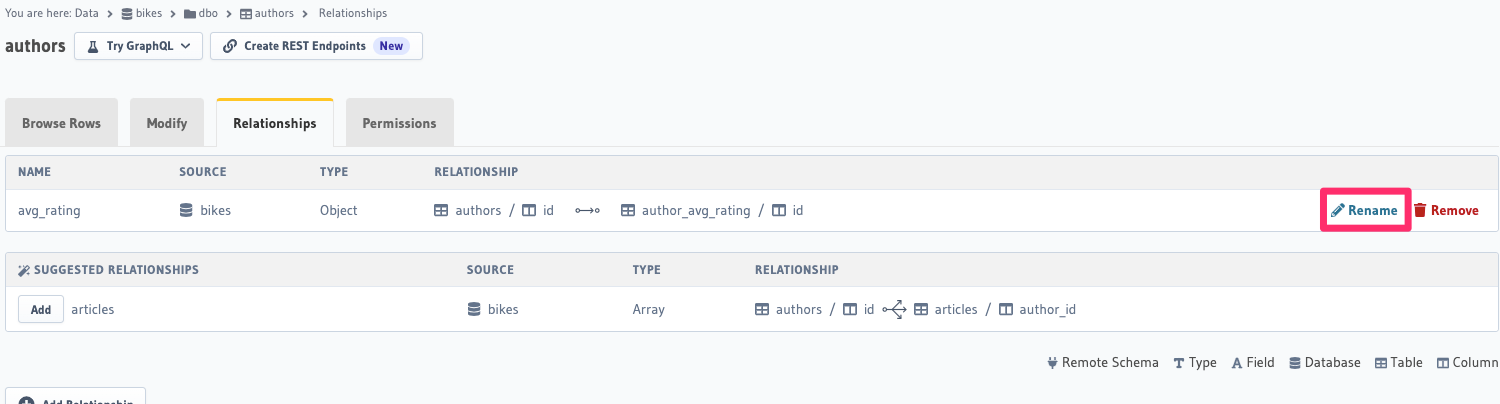 You are here: Data > bikes > dbo > authors > Relationships
authors Try GraphQL Create REST Endpoints New
Browse Rows Modify Relationships Permissions
NAME SOURCE TYPE RELATIONSHIP
avg_rating bikes Object authors / id author_avg_rating / id Rename Remove
SUGGESTED RELATIONSHIPS SOURCE TYPE RELATIONSHIP
Add articles bikes Array authors / id articles / author_id
Remote Schema Type Field Database Table Column
Add Relationship